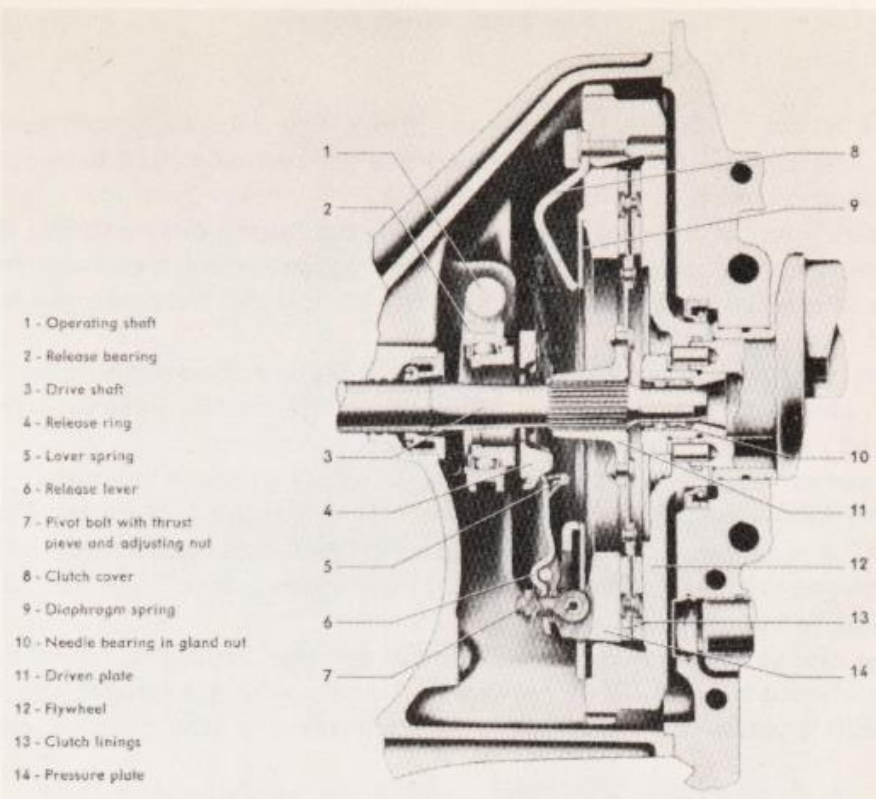 1
2
8
9
1 - Operating shaft
2 - Release bearing
3 - Drive shaft
4 - Release ring
5 - Lever spring
6 - Release lever
7 - Pivot bolt with thrust
pieve and adjusting nut
8 - Clutch cover
9 - Diaphragm spring
10 - Needle bearing in gland nut
11 - Driven plate
12 - Flywheel
13 - Clutch linings
14 - Pressure plate
3
4
5
6
7
10
11
12
13
14